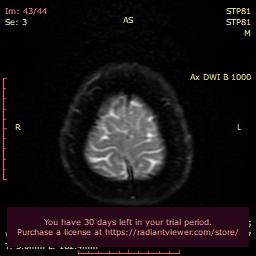 Im: 43/44
Se: 3
AS
STP81
STP81
M
Ax DWI B 1000
R
L
You have 30 days left in your trial period.
Purchase a license at https://radiantviewer.com/store/